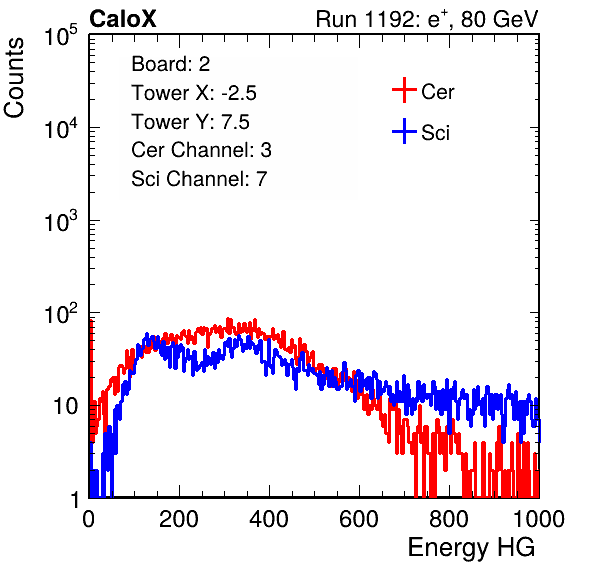 CaloX Run 1192: e⁺, 80 GeV
Counts
10⁵
10⁴
10³
10²
10
1
Board: 2
Tower X: -2.5
Tower Y: 7.5
Cer Channel: 3
Sci Channel: 7
Cer
Sci
0 200 400 600 800 1000
Energy HG